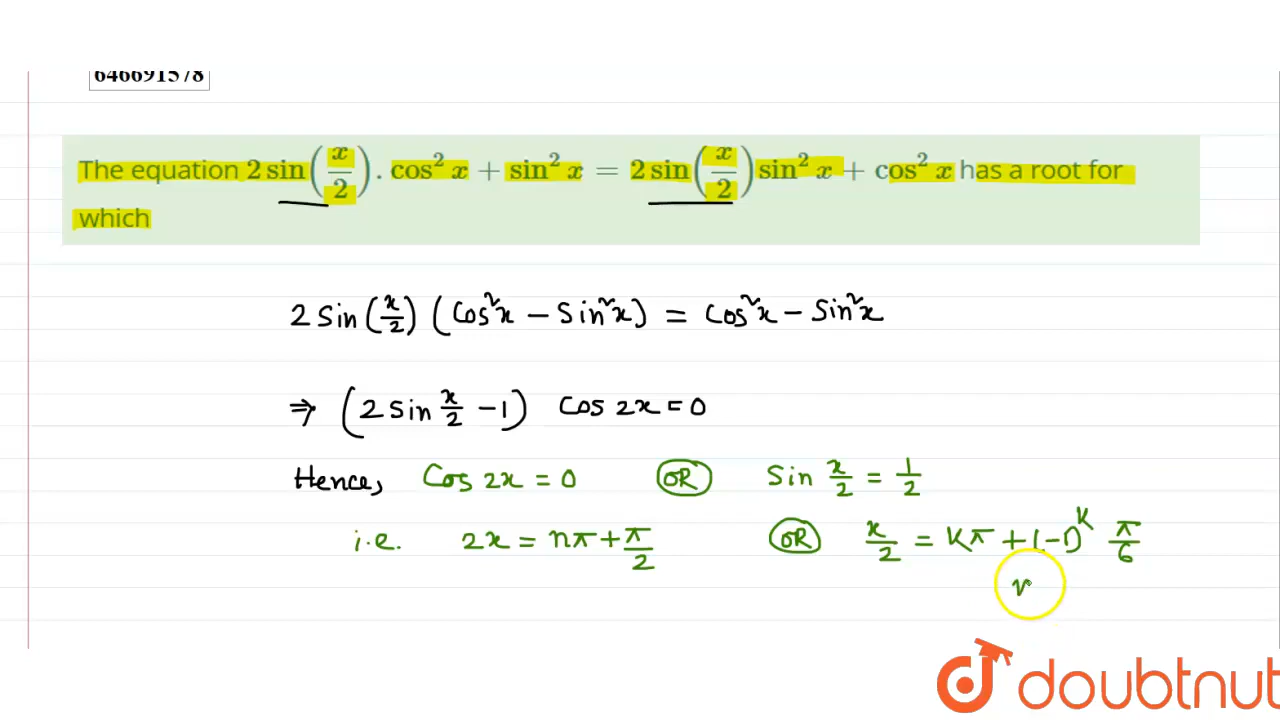 646691578
The equation 2 sin(x/2). cos² x + sin² x = 2 sin(x/2) sin² x + cos² x has a root for
which
2 Sin (x/2) (Cos²x − Sin²x) = Cos²x − Sin²x
⇒ (2 Sin x/2 − 1) Cos 2x = 0
Hence, Cos 2x = 0 OR Sin x/2 = 1/2
i.e. 2x = nπ + π/2 OR x/2 = Kπ + (−1)^K π/6
doubtnut